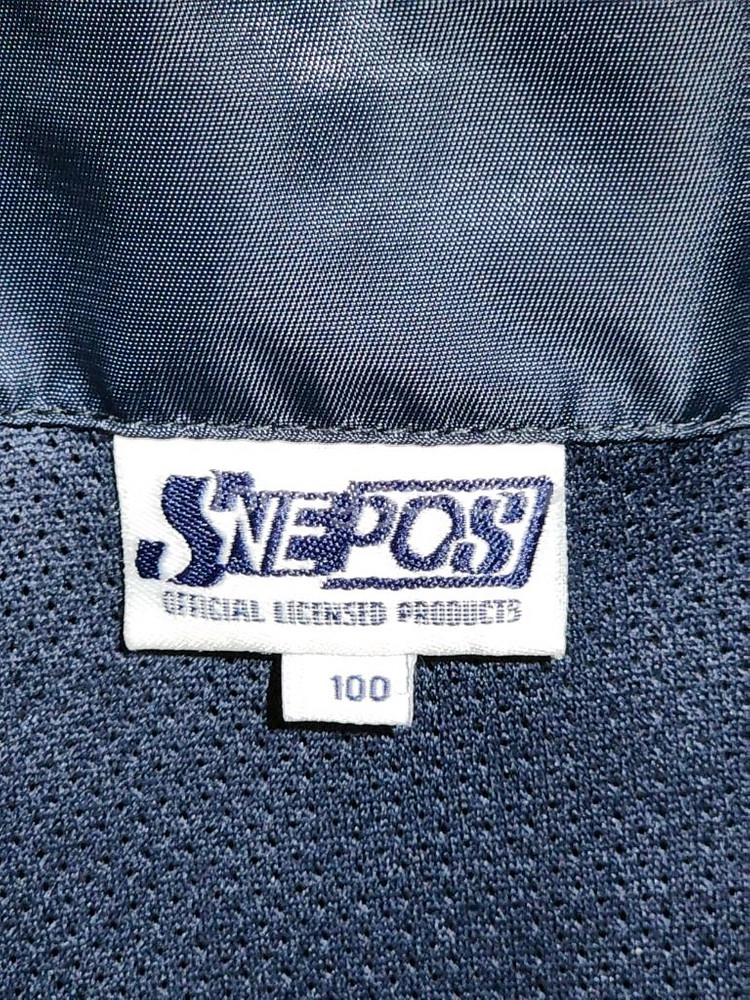 SNEPOS
OFFICIAL LICENSED PRODUCTS
100